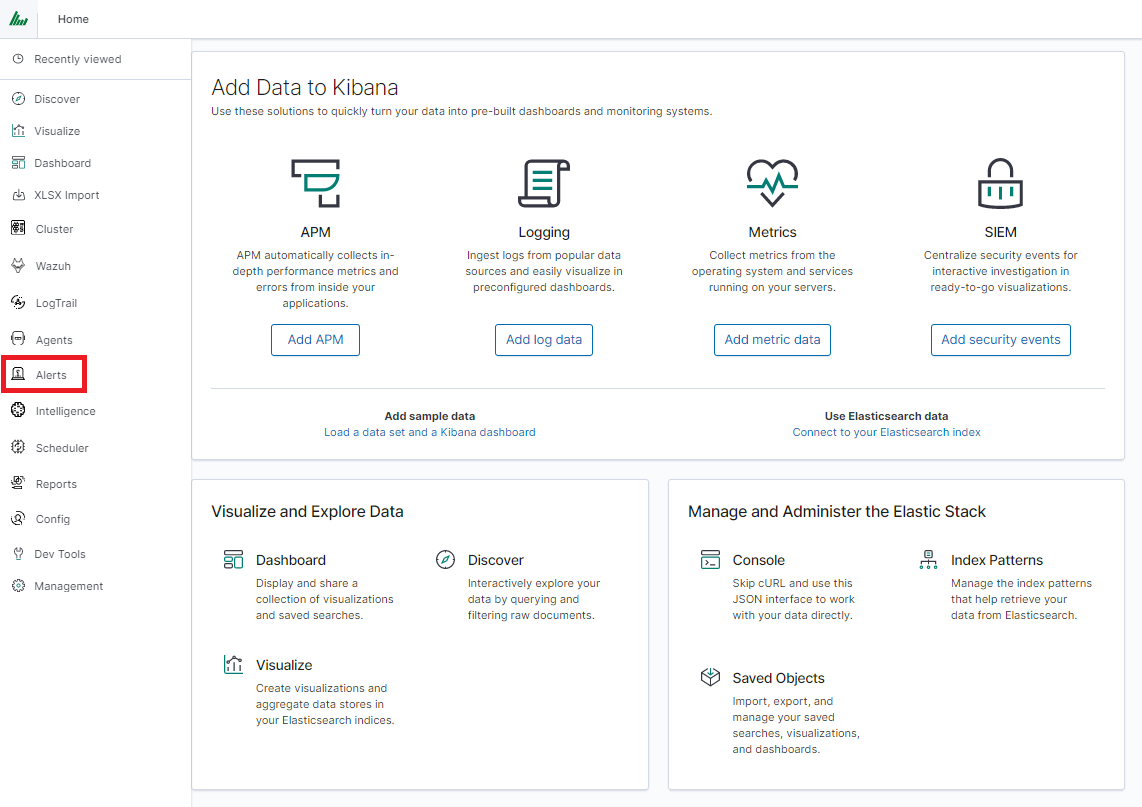 Home
Recently viewed
Discover
Visualize
Dashboard
XLSX Import
Cluster
Wazuh
LogTrail
Agents
Alerts
Intelligence
Scheduler
Reports
Config
Dev Tools
Management
Add Data to Kibana
Use these solutions to quickly turn your data into pre-built dashboards and monitoring systems.
APM
APM automatically collects in-
depth performance metrics and
errors from inside your
applications.
Add APM
Logging
Ingest logs from popular data
sources and easily visualize in
preconfigured dashboards.
Add log data
Metrics
Collect metrics from the
operating system and services
running on your servers.
Add metric data
SIEM
Centralize security events for
interactive investigation in
ready-to-go visualizations.
Add security events
Add sample data
Load a data set and a Kibana dashboard
Use Elasticsearch data
Connect to your Elasticsearch index
Visualize and Explore Data
Dashboard
Display and share a
collection of visualizations
and saved searches.
Discover
Interactively explore your
data by querying and
filtering raw documents.
Visualize
Create visualizations and
aggregate data stores in
your Elasticsearch indices.
Manage and Administer the Elastic Stack
Console
Skip cURL and use this
JSON interface to work
with your data directly.
Index Patterns
Manage the index patterns
that help retrieve your
data from Elasticsearch.
Saved Objects
Import, export, and
manage your saved
searches, visualizations,
and dashboards.